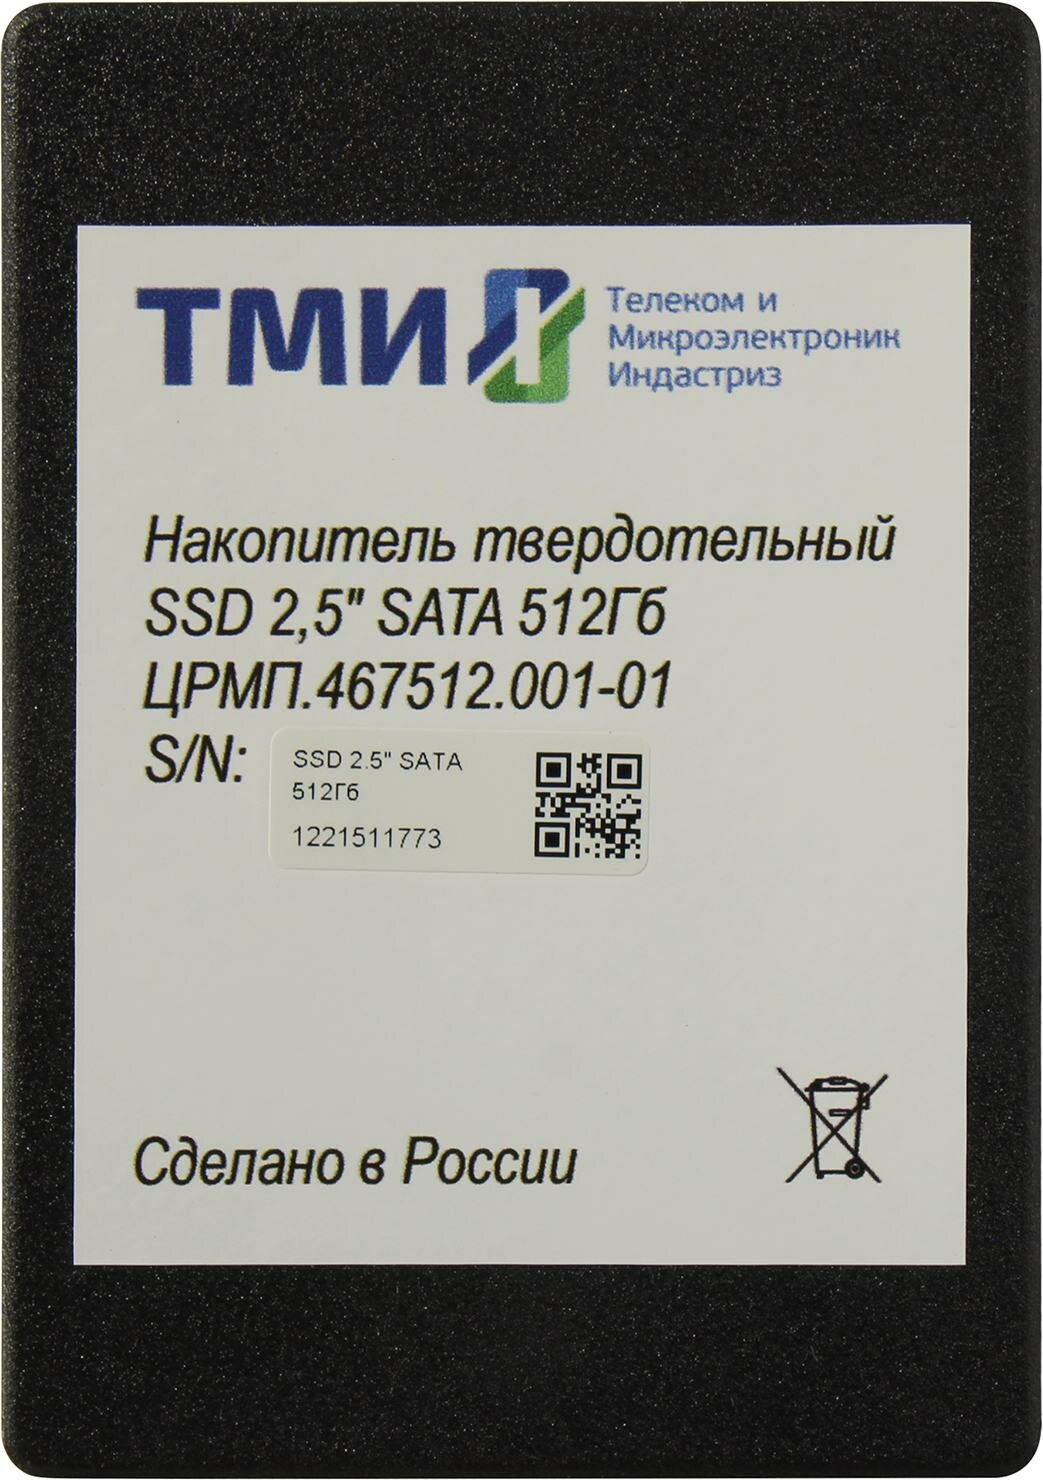 ТМИ
Телеком и
Микроэлектроник
Индастриз
Накопитель твердотельный
SSD 2,5" SATA 512Гб
ЦРМП.467512.001-01
S/N:
SSD 2.5" SATA
512Гб
1221511773
Сделано в России